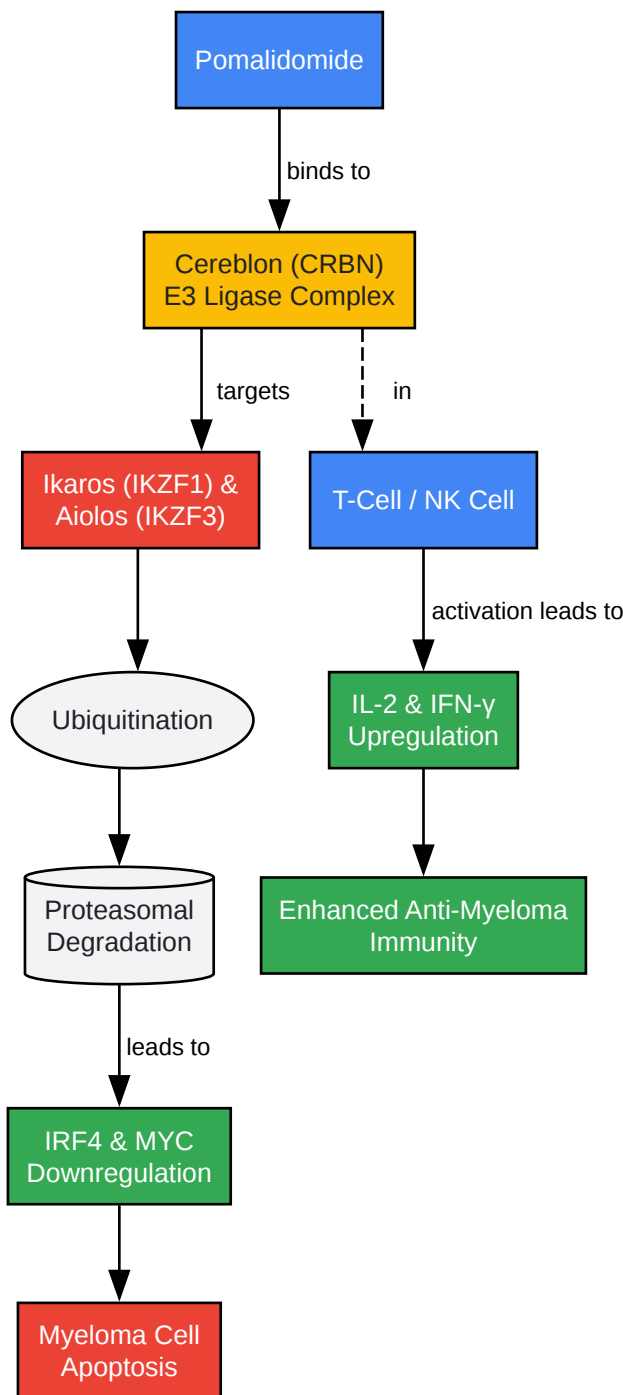 Pomalidomide
binds to
Cereblon (CRBN)
E3 Ligase Complex
targets
in
Ikaros (IKZF1) &
Aiolos (IKZF3)
T-Cell / NK Cell
activation leads to
Ubiquitination
IL-2 & IFN-γ
Upregulation
Proteasomal
Degradation
Enhanced Anti-Myeloma
Immunity
leads to
IRF4 & MYC
Downregulation
Myeloma Cell
Apoptosis